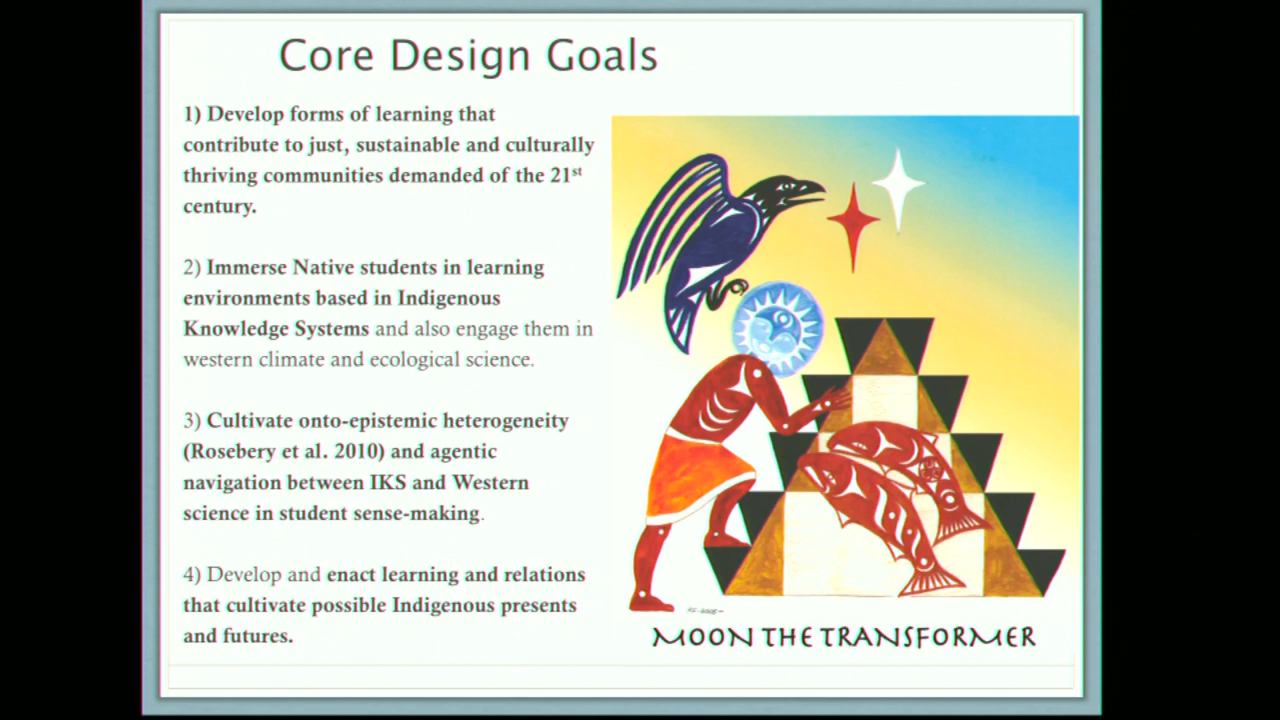 Core Design Goals
1) Develop forms of learning that
contribute to just, sustainable and culturally
thriving communities demanded of the 21st
century.
2) Immerse Native students in learning
environments based in Indigenous
Knowledge Systems and also engage them in
western climate and ecological science.
3) Cultivate onto-epistemic heterogeneity
(Rosebery et al. 2010) and agentic
navigation between IKS and Western
science in student sense-making.
4) Develop and enact learning and relations
that cultivate possible Indigenous presents
and futures.
MOON THE TRANSFORMER